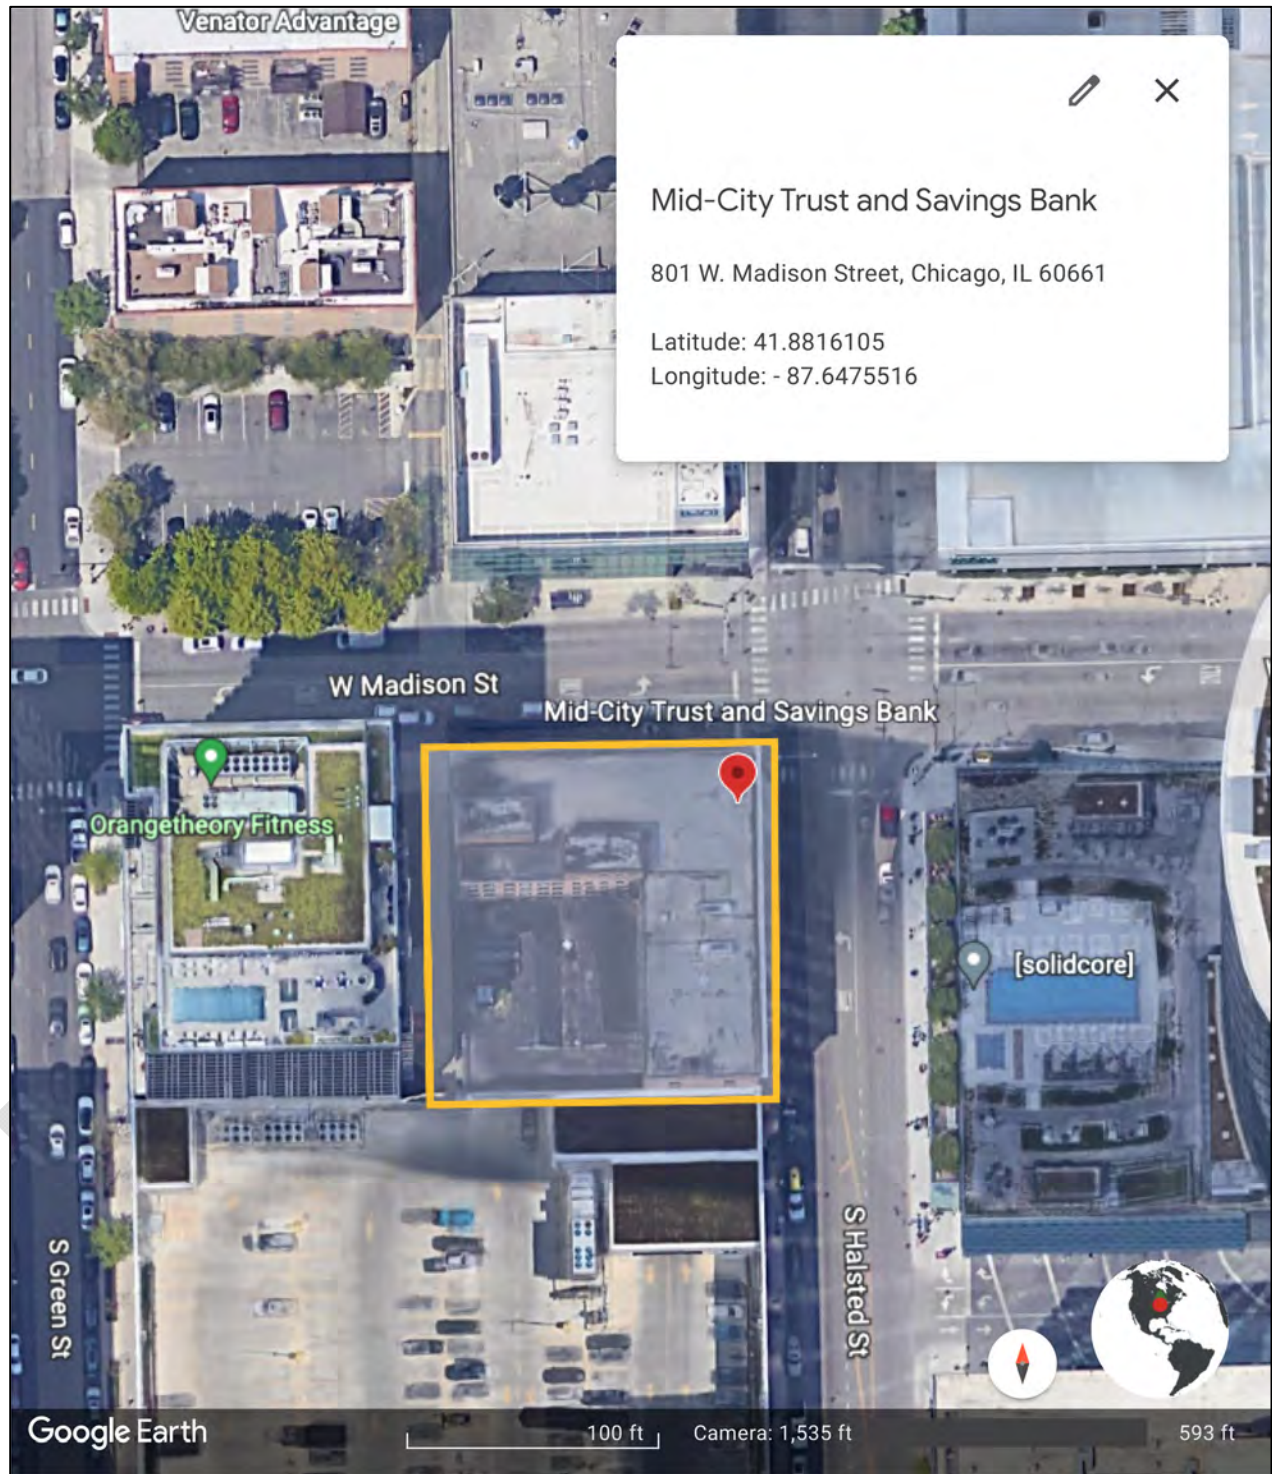 Venator Advantage
Mid-City Trust and Savings Bank
801 W. Madison Street, Chicago, IL 60661
Latitude: 41.8816105
Longitude: - 87.6475516
W Madison St
Mid-City Trust and Savings Bank
Orangetheory Fitness
[solidcore]
S Green St
S Halsted St
Google Earth
100 ft
Camera: 1,535 ft
593 ft